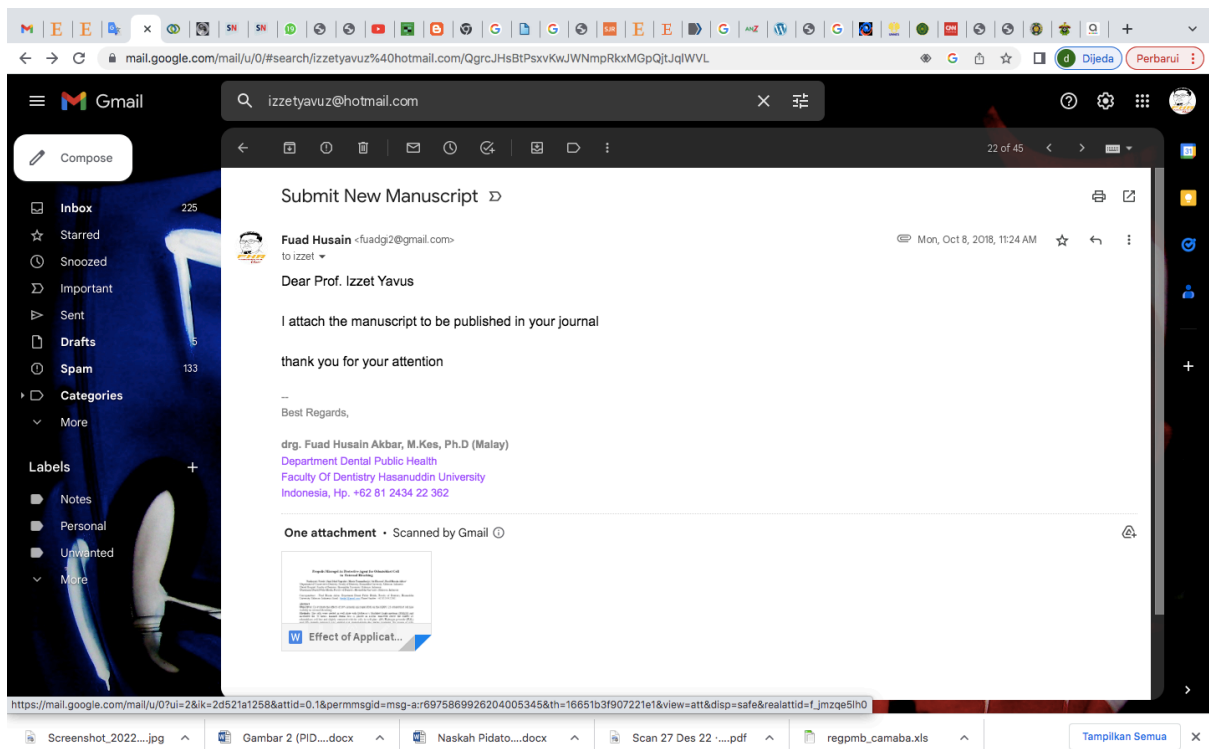 mail.google.com/mail/u/0/#search/izzetyavuz%40hotmail.com/QgrcJHsBtPsxvKwJWNmpRkxMGpQjtJqlWVL
d Dijeda Perbarui
Gmail
izzetyavuz@hotmail.com
Compose
22 of 45
Inbox 225
Starred
Snoozed
Important
Sent
Drafts 5
Spam 133
Categories
More
Labels +
Notes
Personal
Unwanted
More
Submit New Manuscript
Fuad Husain <fuadgi2@gmail.com>
Mon, Oct 8, 2018, 11:24 AM
to izzet
Dear Prof. Izzet Yavus
I attach the manuscript to be published in your journal
thank you for your attention
--
Best Regards,
drg. Fuad Husain Akbar, M.Kes, Ph.D (Malay)
Department Dental Public Health
Faculty Of Dentistry Hasanuddin University
Indonesia, Hp. +62 81 2434 22 362
One attachment • Scanned by Gmail
W Effect of Applicat...
https://mail.google.com/mail/u/0?ui=2&ik=2d521a1258&attid=0.1&permmsgid=msg-a:r6975869926204005345&th=16651b3f907221e1&view=att&disp=safe&realattid=f_jmzqe5lh0
Screenshot_2022....jpg
Gambar 2 (PID....docx
Naskah Pidato....docx
Scan 27 Des 22 ·....pdf
regpmb_camaba.xls
Tampilkan Semua